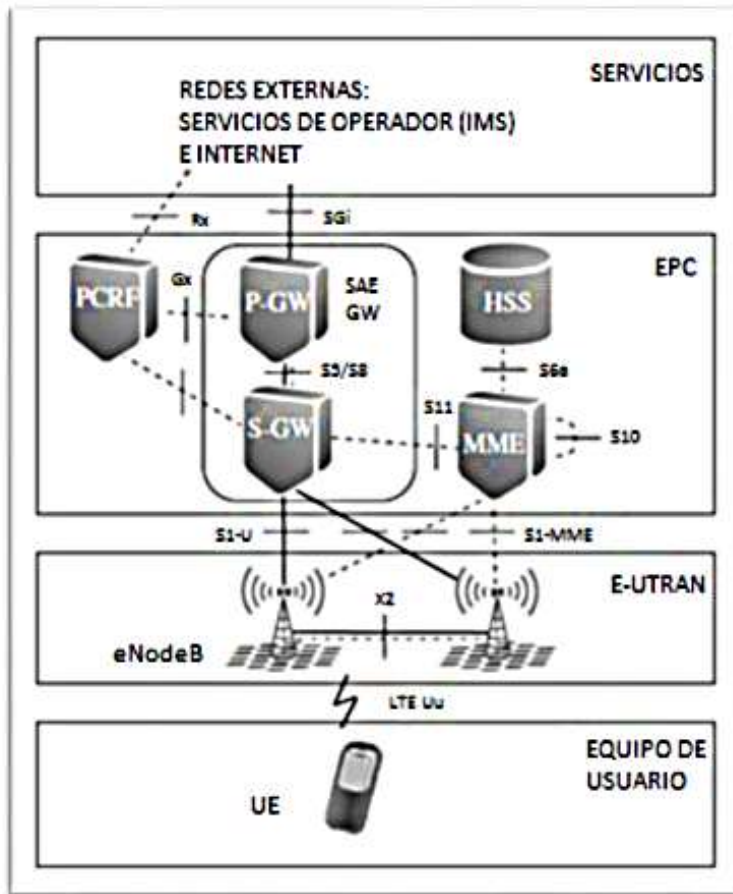 SERVICIOS
REDES EXTERNAS:
SERVICIOS DE OPERADOR (IMS)
E INTERNET
Rx
SGi
EPC
PCRF
Gx
P-GW
SAE
GW
HSS
S5/S8
S6a
S11
S-GW
MME
S10
S1-U
S1-MME
E-UTRAN
X2
eNodeB
LTE Uu
EQUIPO DE
USUARIO
UE